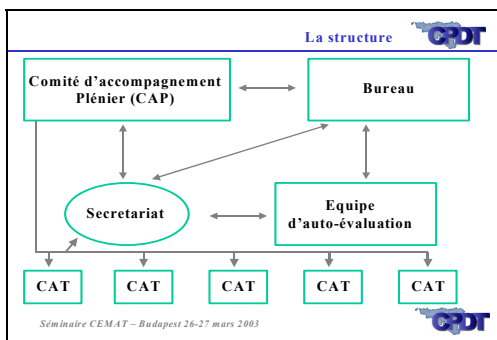 La structure
CPDT
Comité d'accompagnement
Plénier (CAP)
Bureau
Secretariat
Equipe
d'auto-évaluation
CAT
CAT
CAT
CAT
CAT
Séminaire CEMAT – Budapest 26-27 mars 2003
CPDT